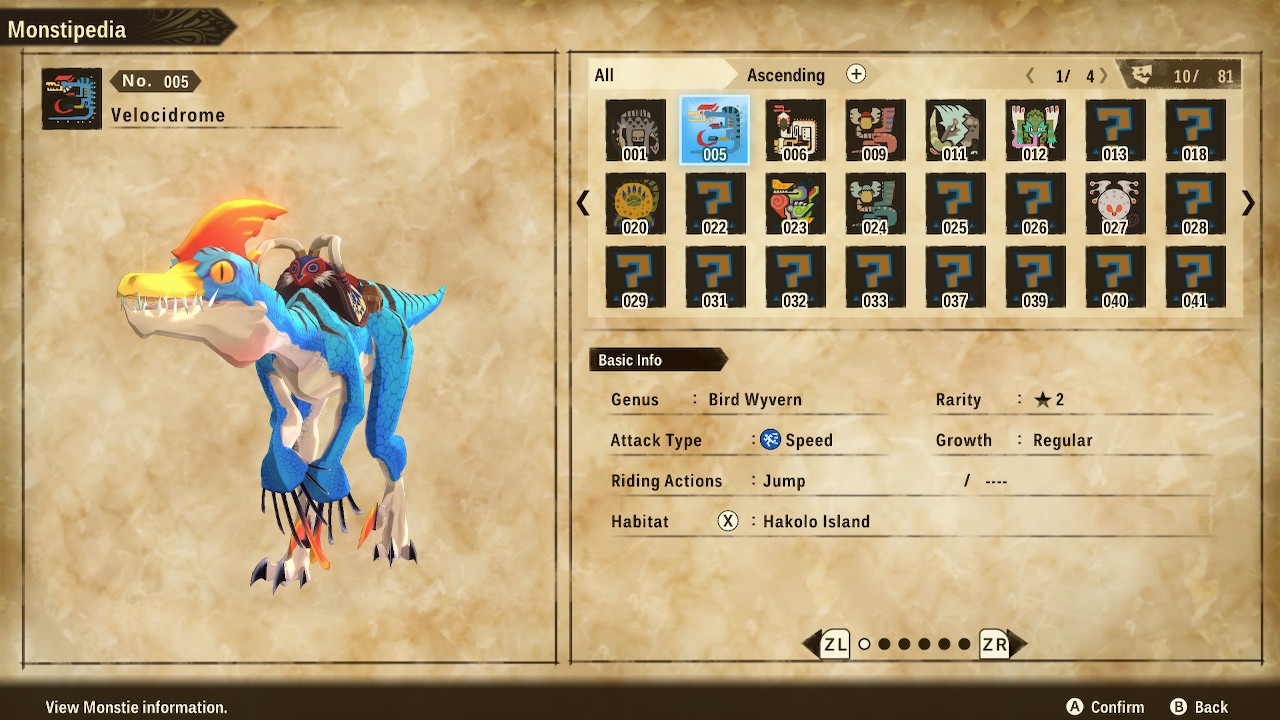 Monstipedia
No. 005
Velocidrome
All
Ascending
1/ 4
10/ 81
001 005 006 009 011 012 013 018
020 022 023 024 025 026 027 028
029 031 032 033 037 039 040 041
Basic Info
Genus : Bird Wyvern
Rarity : ★ 2
Attack Type : Speed
Growth : Regular
Riding Actions : Jump / ----
Habitat X : Hakolo Island
ZL ZR
View Monstie information.
A Confirm B Back